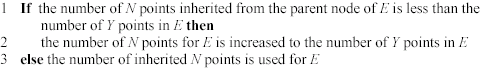 1 If the number of N points inherited from the parent node of E is less than the
number of Y points in E then
2 the number of N points for E is increased to the number of Y points in E
3 else the number of inherited N points is used for E